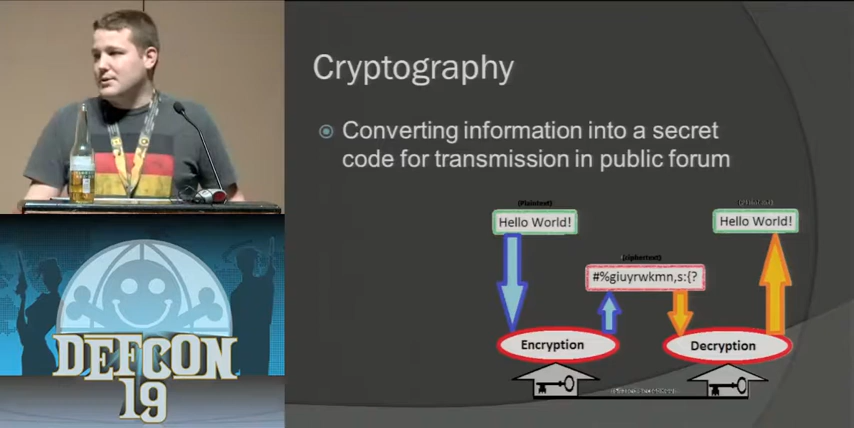 Cryptography
Converting information into a secret
code for transmission in public forum
(Plaintext)
Hello World!
(Plaintext)
Hello World!
(ciphertext)
#%giuyrwkmn,s:{?
Encryption
Decryption
DEFCON
19